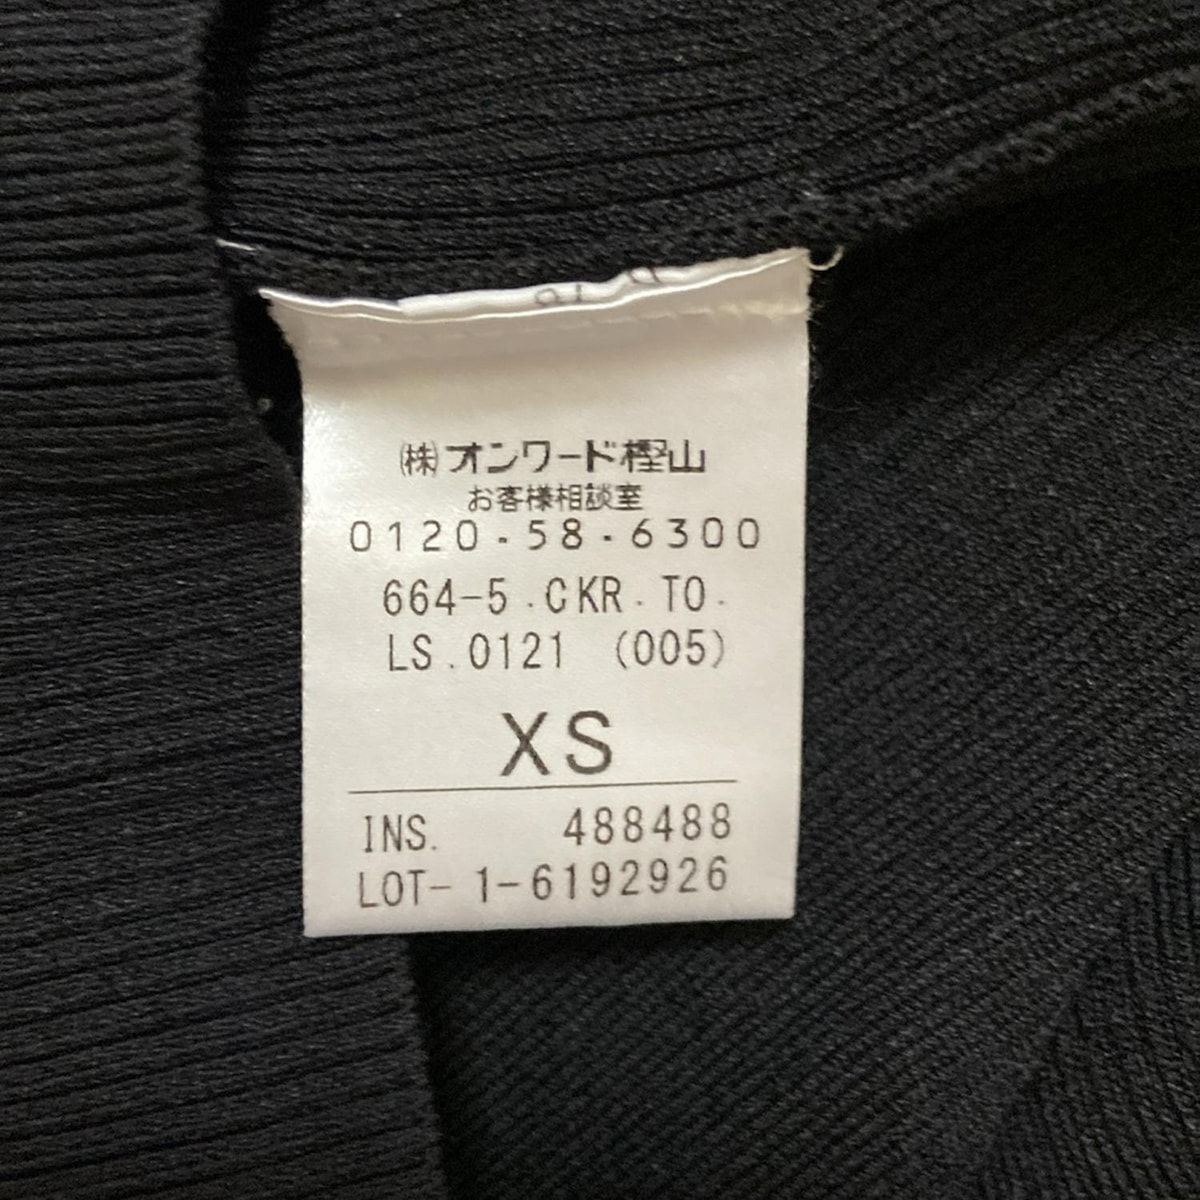 (株)オンワード樫山
お客様相談室
0120-58-6300
664-5.CKR.TO.
LS.0121 (005)
XS
INS. 488488
LOT-1-6192926